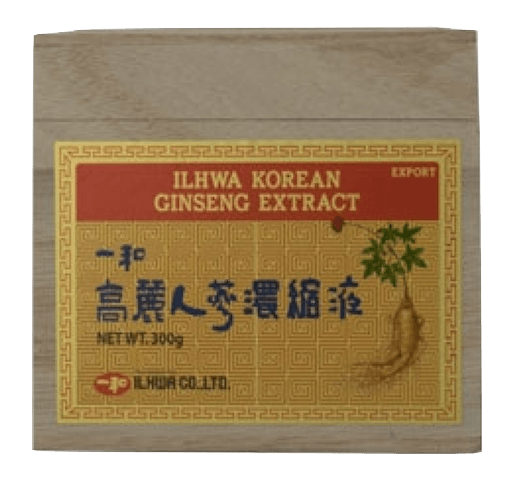 EXPORT
ILHWA KOREAN
GINSENG EXTRACT
一和
高麗人蔘濃縮液
NET WT. 300g
一和 ILHWA CO.,LTD.